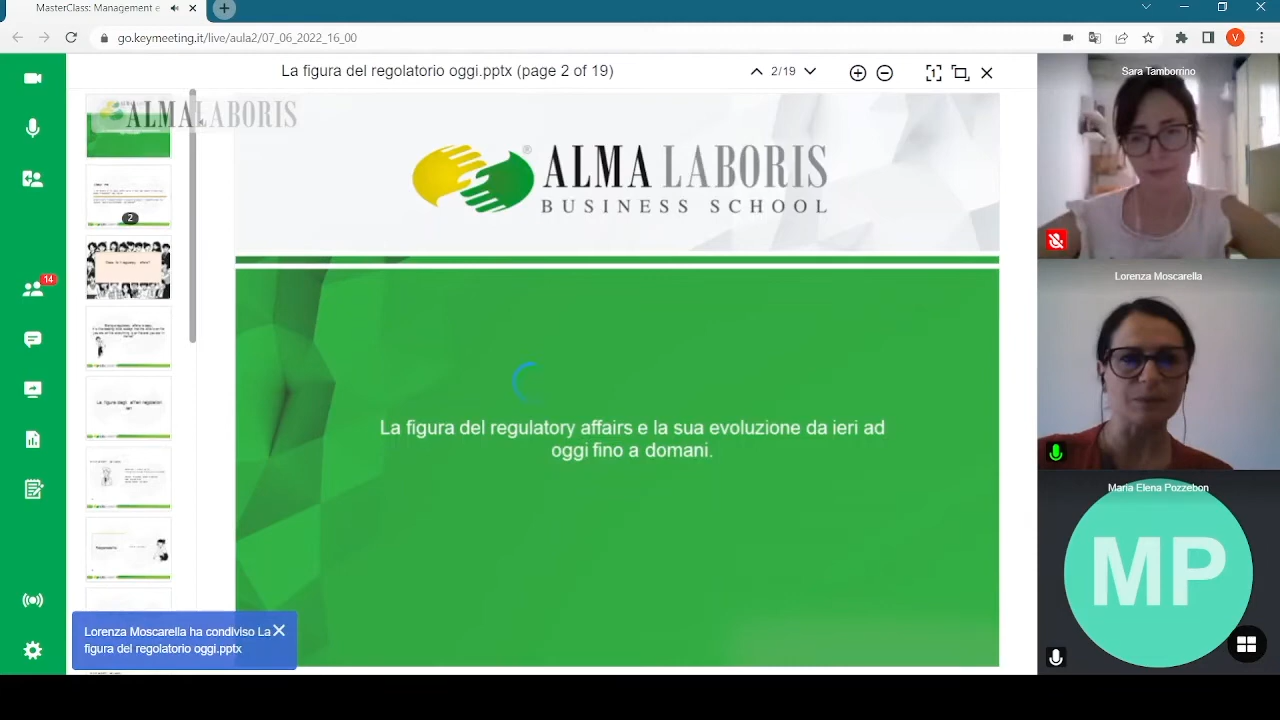 MasterClass: Management e
go.keymeeting.it/live/aula2/07_06_2022_16_00
V
La figura del regolatorio oggi.pptx (page 2 of 19)
2/19
1
14
ALMALABORIS
2
ALMA LABORIS
BUSINESS SCHOOL
®
La figura del regulatory affairs e la sua evoluzione da ieri ad
oggi fino a domani.
Lorenza Moscarella ha condiviso La
figura del regolatorio oggi.pptx
Sara Tamborrino
Lorenza Moscarella
Maria Elena Pozzebon
MP